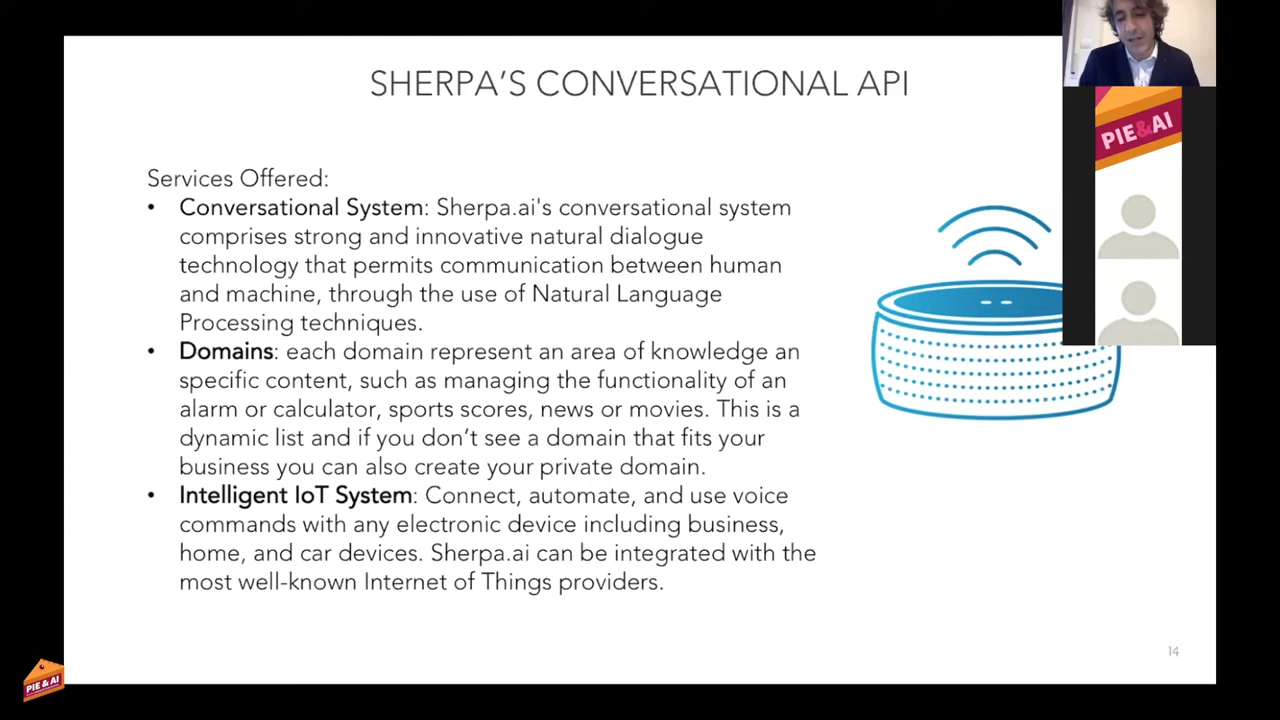 SHERPA'S CONVERSATIONAL API
Services Offered:
• Conversational System: Sherpa.ai's conversational system
comprises strong and innovative natural dialogue
technology that permits communication between human
and machine, through the use of Natural Language
Processing techniques.
• Domains: each domain represent an area of knowledge an
specific content, such as managing the functionality of an
alarm or calculator, sports scores, news or movies. This is a
dynamic list and if you don't see a domain that fits your
business you can also create your private domain.
• Intelligent IoT System: Connect, automate, and use voice
commands with any electronic device including business,
home, and car devices. Sherpa.ai can be integrated with the
most well-known Internet of Things providers.
PIE&AI
14
PIE & AI